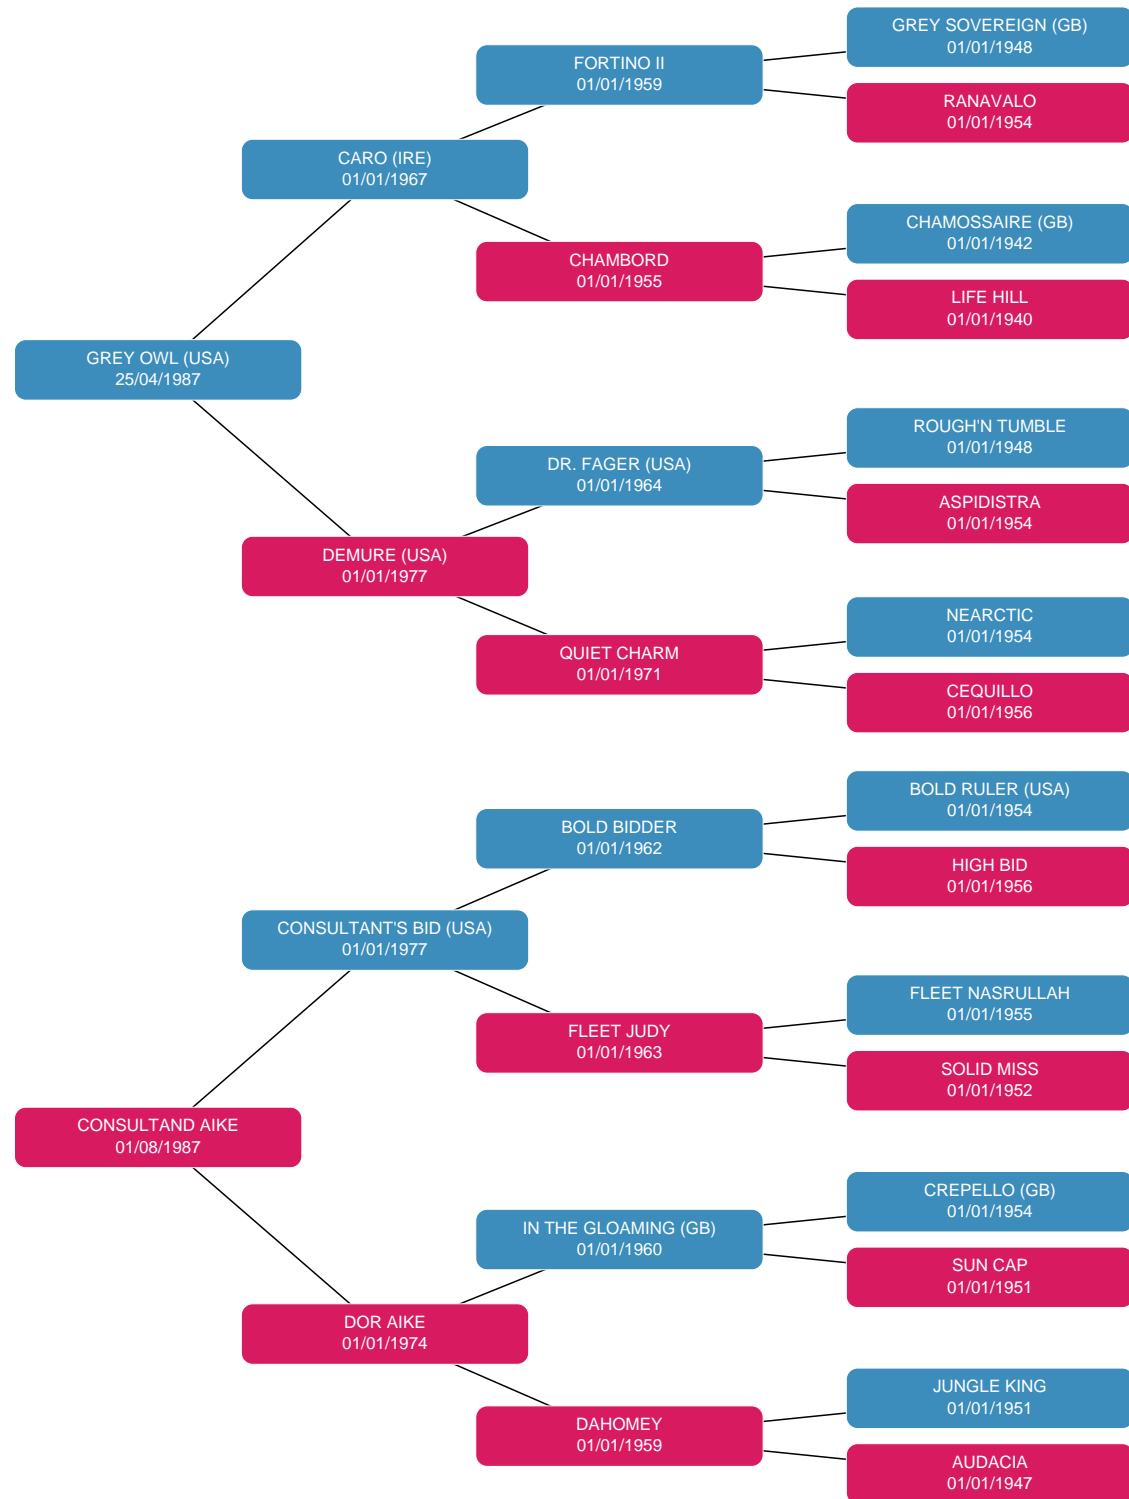 GREY SOVEREIGN (GB)
01/01/1948
FORTINO II
01/01/1959
RANAVALO
01/01/1954
CARO (IRE)
01/01/1967
CHAMOSSAIRE (GB)
01/01/1942
CHAMBORD
01/01/1955
LIFE HILL
01/01/1940
GREY OWL (USA)
25/04/1987
ROUGH'N TUMBLE
01/01/1948
DR. FAGER (USA)
01/01/1964
ASPIDISTRA
01/01/1954
DEMURE (USA)
01/01/1977
NEARCTIC
01/01/1954
QUIET CHARM
01/01/1971
CEQUILLO
01/01/1956
BOLD RULER (USA)
01/01/1954
BOLD BIDDER
01/01/1962
HIGH BID
01/01/1956
CONSULTANT'S BID (USA)
01/01/1977
FLEET NASRULLAH
01/01/1955
FLEET JUDY
01/01/1963
SOLID MISS
01/01/1952
CONSULTAND AIKE
01/08/1987
CREPELLO (GB)
01/01/1954
IN THE GLOAMING (GB)
01/01/1960
SUN CAP
01/01/1951
DOR AIKE
01/01/1974
JUNGLE KING
01/01/1951
DAHOMEY
01/01/1959
AUDACIA
01/01/1947